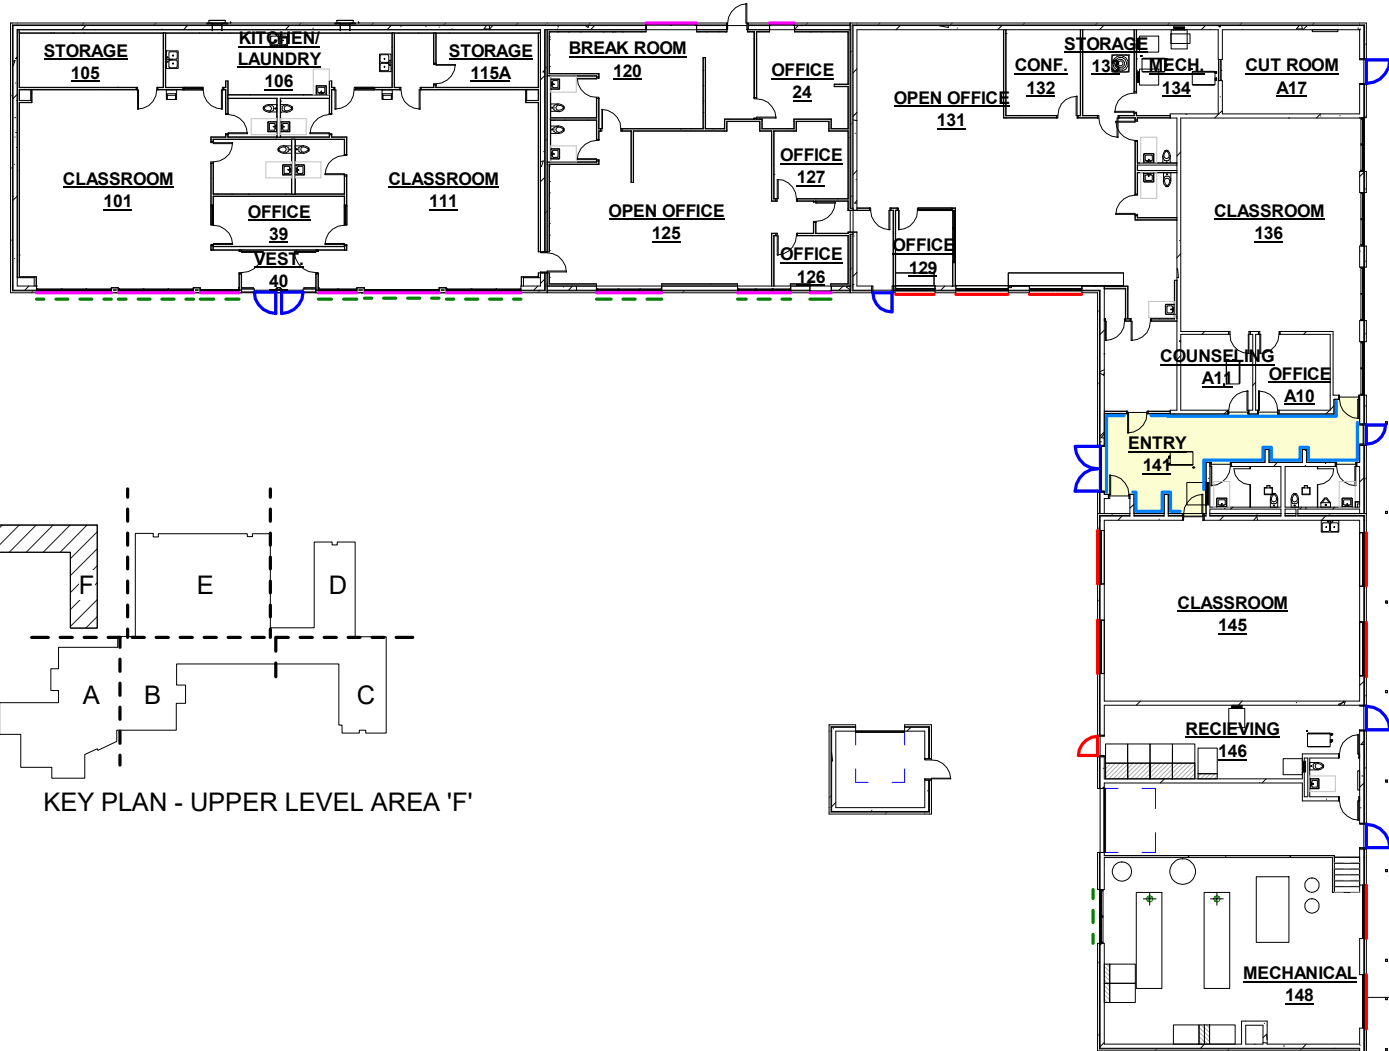 STORAGE
105
KITCHEN/
LAUNDRY
106
STORAGE
115A
BREAK ROOM
120
OFFICE
24
OPEN OFFICE
131
CONF.
132
STORAGE
133
MECH.
134
CUT ROOM
A17
CLASSROOM
101
OFFICE
39
VEST.
40
CLASSROOM
111
OPEN OFFICE
125
OFFICE
127
OFFICE
126
OFFICE
129
CLASSROOM
136
COUNSELING
A11
OFFICE
A10
ENTRY
141
CLASSROOM
145
RECIEVING
146
MECHANICAL
148
F
E
D
A
B
C
KEY PLAN - UPPER LEVEL AREA 'F'